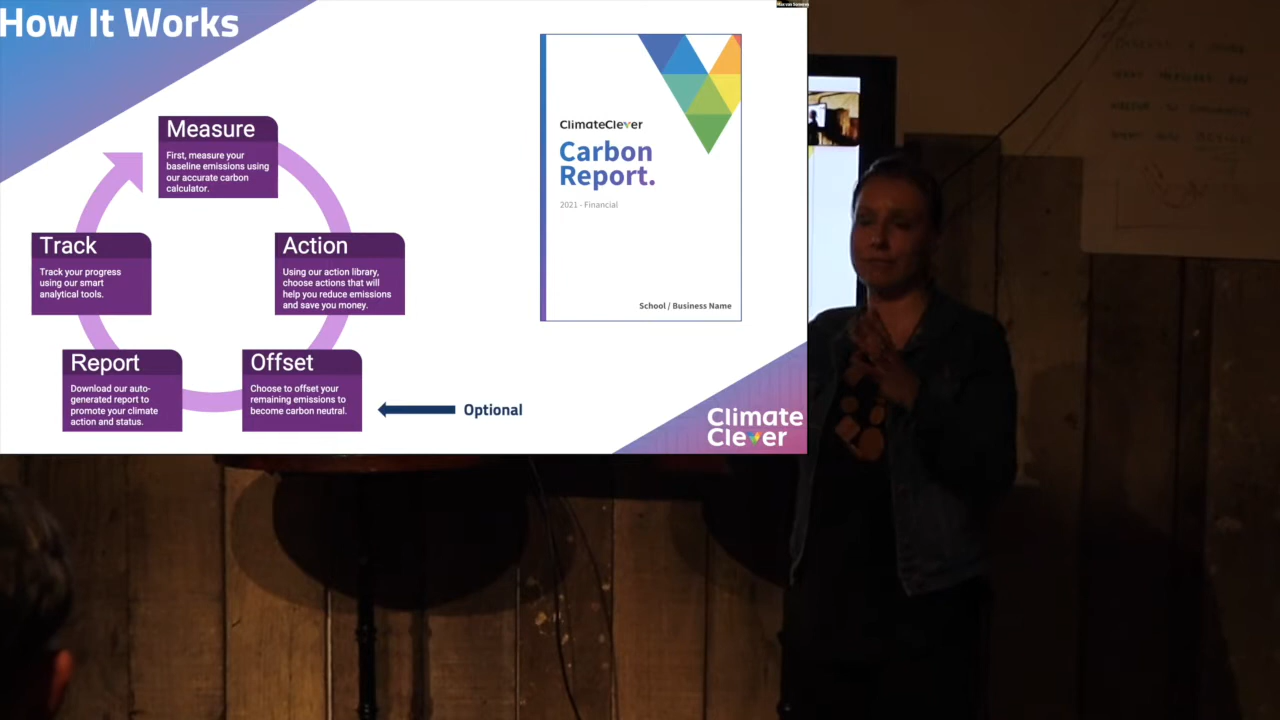 How It Works
Measure
First, measure your
baseline emissions using
our accurate carbon
calculator.
Action
Using our action library,
choose actions that will
help you reduce emissions
and save you money.
Offset
Choose to offset your
remaining emissions to
become carbon neutral.
Optional
Report
Download our auto-
generated report to
promote your climate
action and status.
Track
Track your progress
using our smart
analytical tools.
ClimateClever
Carbon
Report.
2021 - Financial
School / Business Name
Climate
Clever